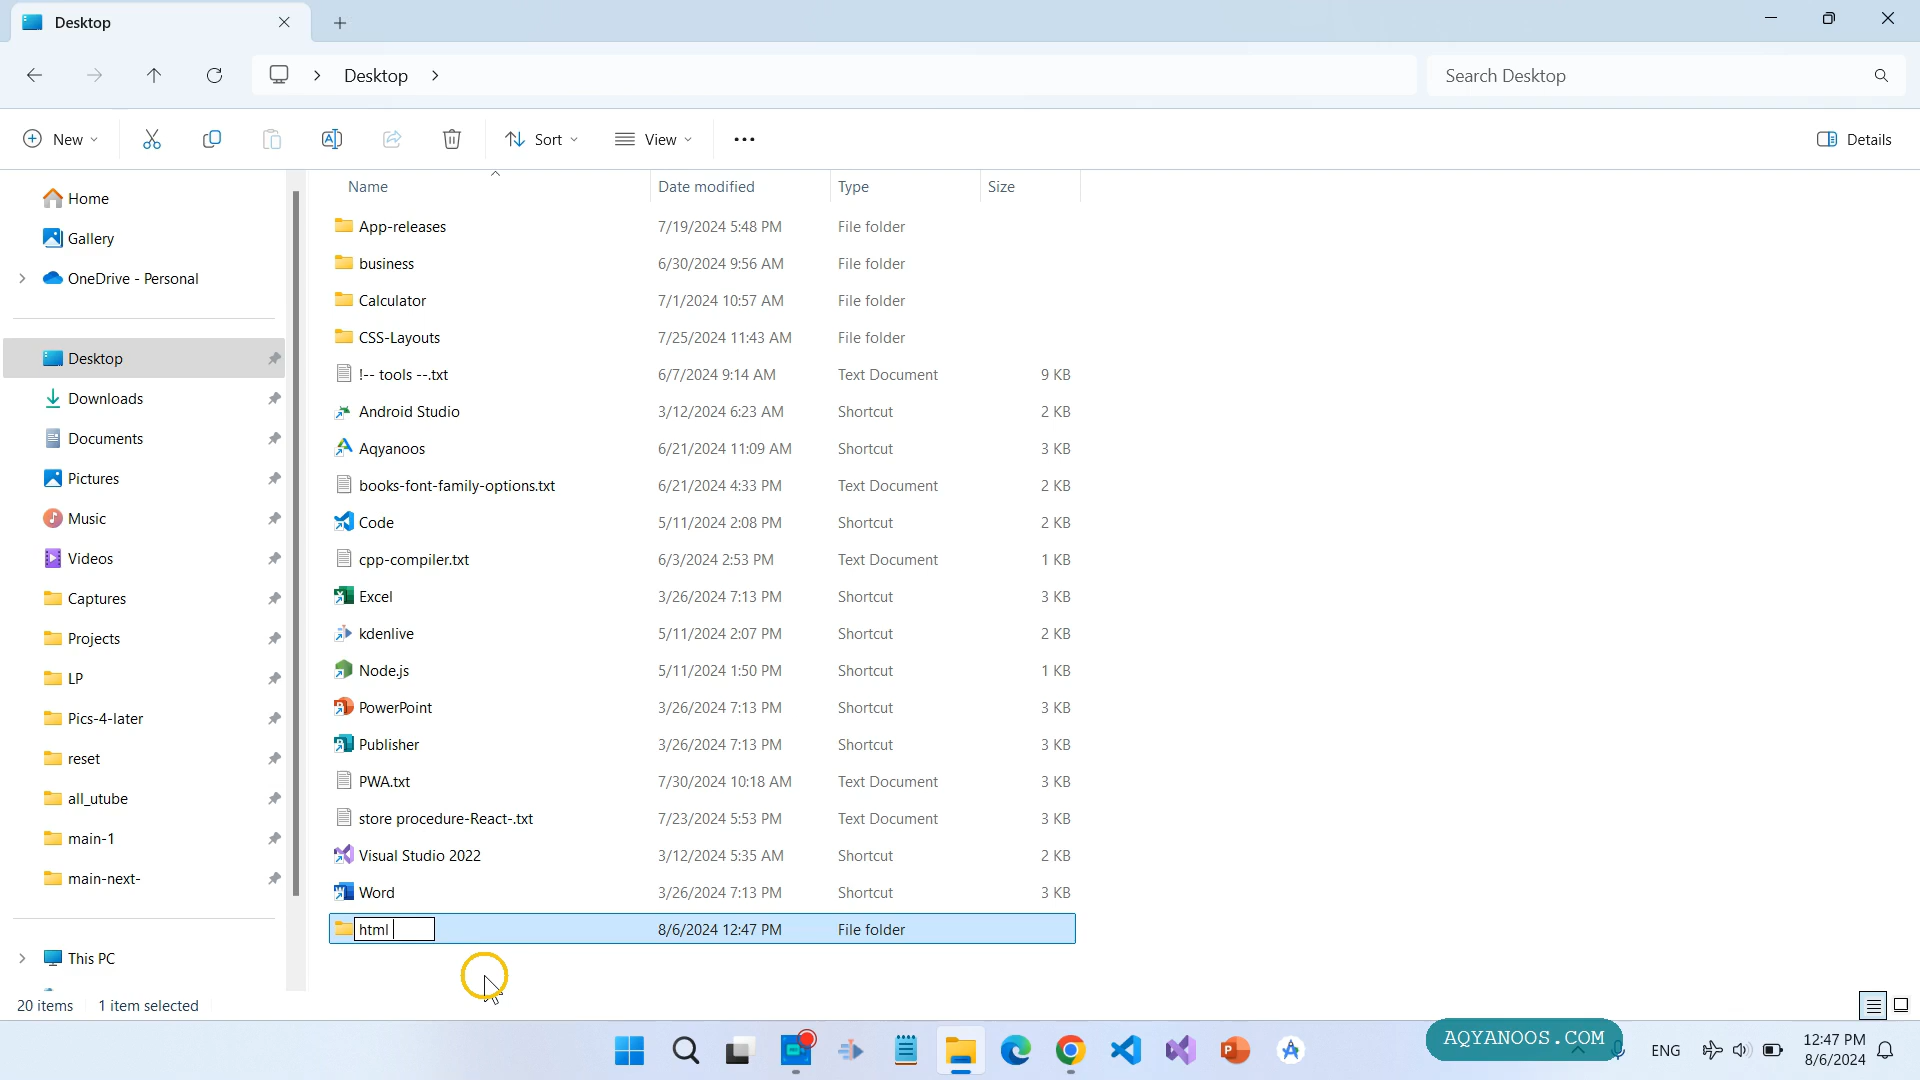 Desktop
Desktop
Search Desktop
New
Sort
View
Details
Home
Gallery
OneDrive - Personal
Desktop
Downloads
Documents
Pictures
Music
Videos
Captures
Projects
LP
Pics-4-later
reset
all_utube
main-1
main-next-
This PC
Name Date modified Type Size
App-releases 7/19/2024 5:48 PM File folder
business 6/30/2024 9:56 AM File folder
Calculator 7/1/2024 10:57 AM File folder
CSS-Layouts 7/25/2024 11:43 AM File folder
!-- tools --.txt 6/7/2024 9:14 AM Text Document 9 KB
Android Studio 3/12/2024 6:23 AM Shortcut 2 KB
Aqyanoos 6/21/2024 11:09 AM Shortcut 3 KB
books-font-family-options.txt 6/21/2024 4:33 PM Text Document 2 KB
Code 5/11/2024 2:08 PM Shortcut 2 KB
cpp-compiler.txt 6/3/2024 2:53 PM Text Document 1 KB
Excel 3/26/2024 7:13 PM Shortcut 3 KB
kdenlive 5/11/2024 2:07 PM Shortcut 2 KB
Node.js 5/11/2024 1:50 PM Shortcut 1 KB
PowerPoint 3/26/2024 7:13 PM Shortcut 3 KB
Publisher 3/26/2024 7:13 PM Shortcut 3 KB
PWA.txt 7/30/2024 10:18 AM Text Document 3 KB
store procedure-React-.txt 7/23/2024 5:53 PM Text Document 3 KB
Visual Studio 2022 3/12/2024 5:35 AM Shortcut 2 KB
Word 3/26/2024 7:13 PM Shortcut 3 KB
html 8/6/2024 12:47 PM File folder
20 items 1 item selected
AQYANOOS.COM
ENG
12:47 PM
8/6/2024